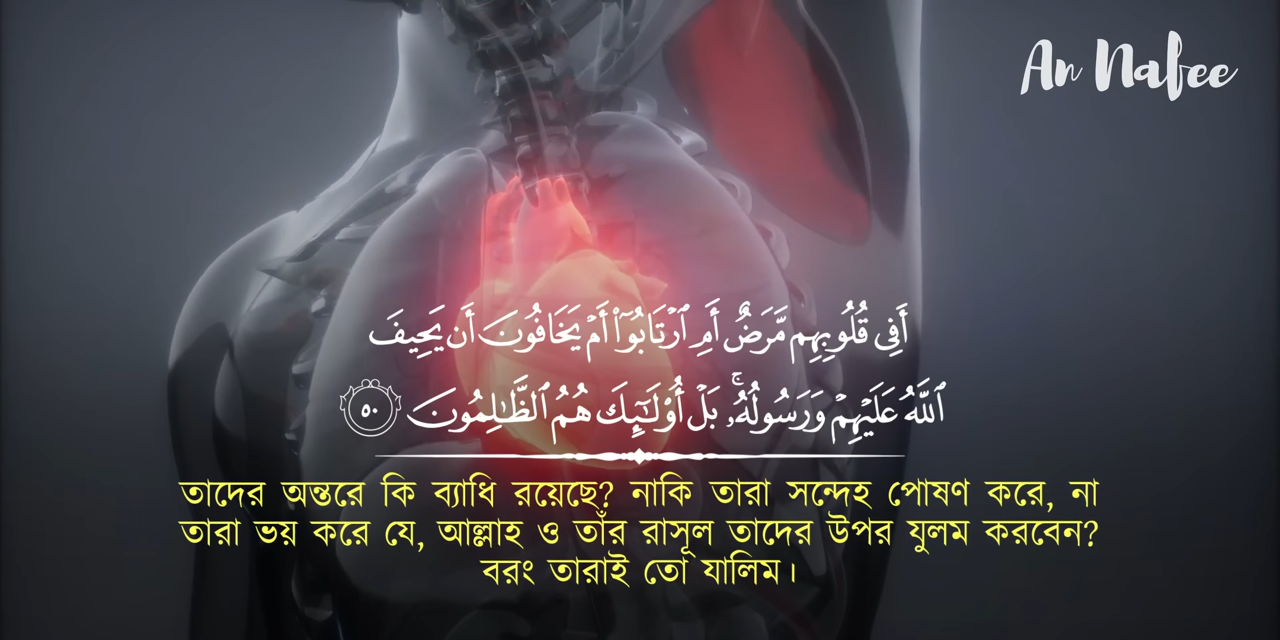 An Nafee
أَفِى قُلُوبِهِم مَّرَضٌ أَمِ ٱرْتَابُوٓا۟ أَمْ يَخَافُونَ أَن يَحِيفَ
ٱللَّهُ عَلَيْهِمْ وَرَسُولُهُۥ ۚ بَلْ أُو۟لَـٰٓئِكَ هُمُ ٱلظَّـٰلِمُونَ ٥٠
তাদের অন্তরে কি ব্যাধি রয়েছে? নাকি তারা সন্দেহ পোষণ করে, না
তারা ভয় করে যে, আল্লাহ ও তাঁর রাসূল তাদের উপর যুলম করবেন?
বরং তারাই তো যালিম।